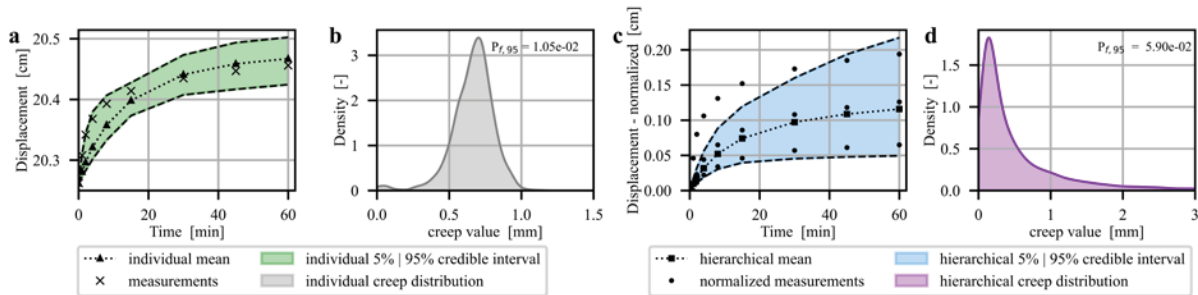 a
Displacement [cm]
20.5
20.4
20.3
0 20 40 60
Time [min]
b
Density [-]
3
2
1
0
0.0 0.5 1.0 1.5
creep value [mm]
P_{f, 95} = 1.05e-02
c
Displacement - normalized [cm]
0.20
0.15
0.10
0.05
0.00
0 20 40 60
Time [min]
d
Density [-]
1.5
1.0
0.5
0.0
0 1 2 3
creep value [mm]
P_{f, 95} = 5.90e-02
individual mean
measurements
individual 5% | 95% credible interval
individual creep distribution
hierarchical mean
normalized measurements
hierarchical 5% | 95% credible interval
hierarchical creep distribution